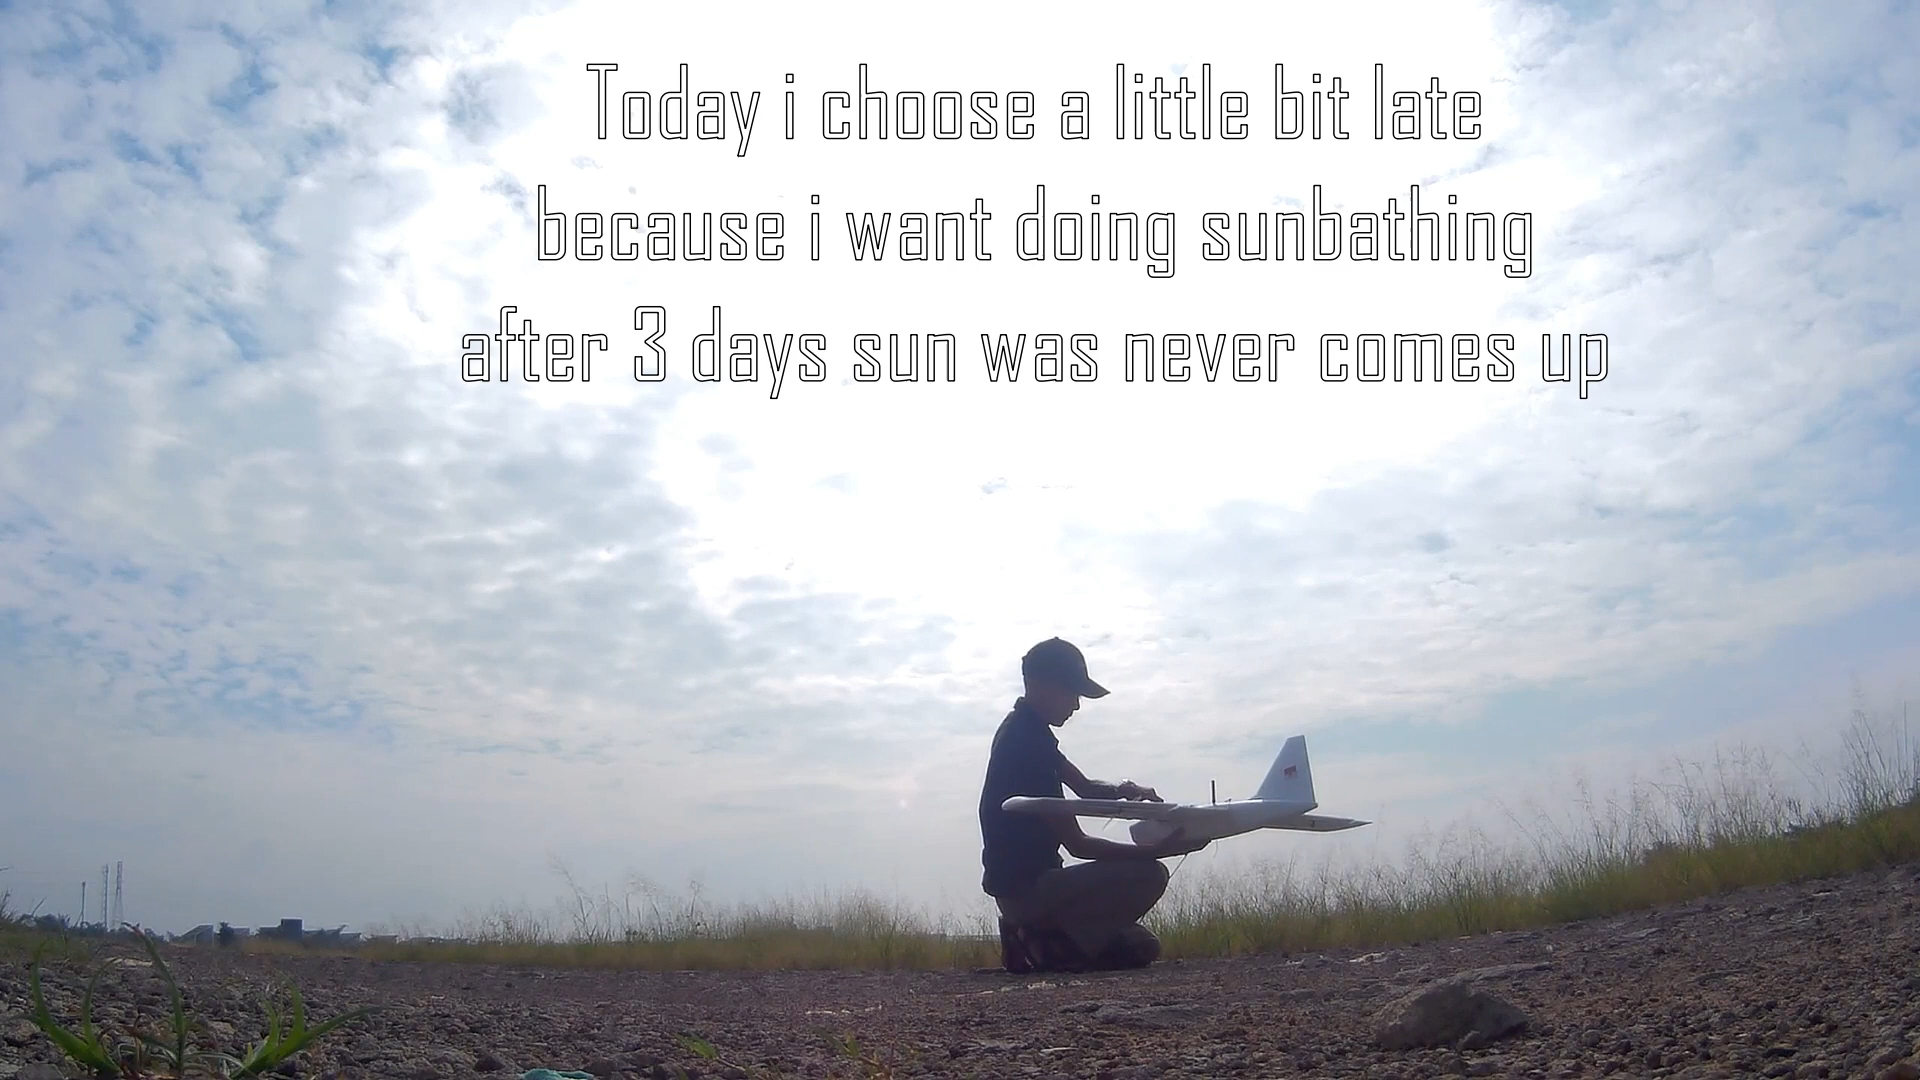 Today i choose a little bit late
because i want doing sunbathing
after 3 days sun was never comes up